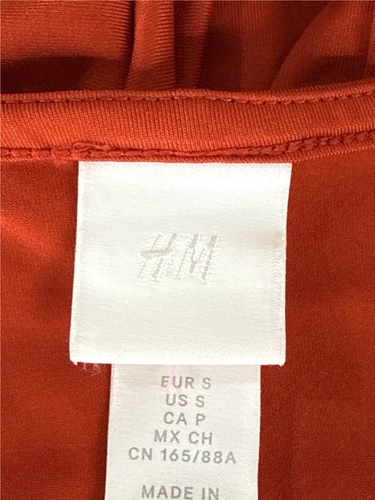 H&M
EUR S
US S
CA P
MX CH
CN 165/88A
MADE IN